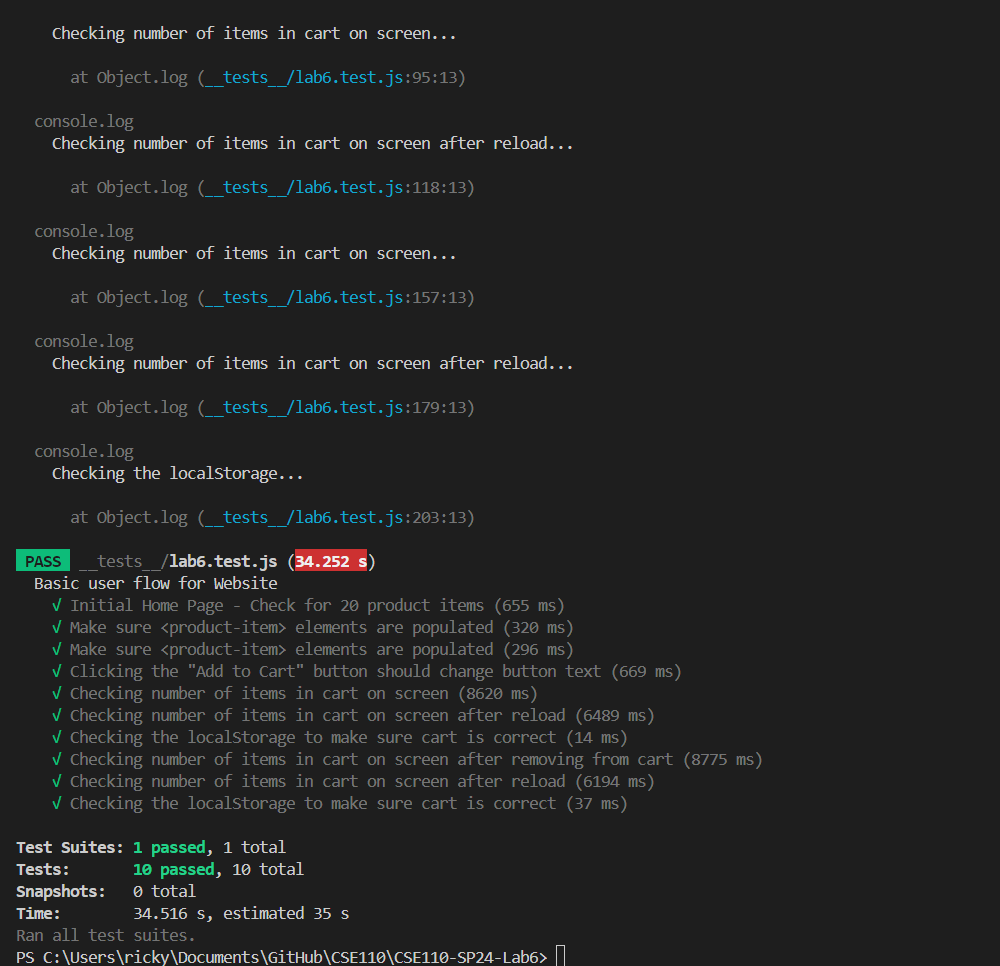 Checking number of items in cart on screen...
at Object.log (__tests__/lab6.test.js:95:13)
console.log
Checking number of items in cart on screen after reload...
at Object.log (__tests__/lab6.test.js:118:13)
console.log
Checking number of items in cart on screen...
at Object.log (__tests__/lab6.test.js:157:13)
console.log
Checking number of items in cart on screen after reload...
at Object.log (__tests__/lab6.test.js:179:13)
console.log
Checking the localStorage...
at Object.log (__tests__/lab6.test.js:203:13)
PASS __tests__/lab6.test.js (34.252 s)
Basic user flow for Website
√ Initial Home Page - Check for 20 product items (655 ms)
√ Make sure <product-item> elements are populated (320 ms)
√ Make sure <product-item> elements are populated (296 ms)
√ Clicking the "Add to Cart" button should change button text (669 ms)
√ Checking number of items in cart on screen (8620 ms)
√ Checking number of items in cart on screen after reload (6489 ms)
√ Checking the localStorage to make sure cart is correct (14 ms)
√ Checking number of items in cart on screen after removing from cart (8775 ms)
√ Checking number of items in cart on screen after reload (6194 ms)
√ Checking the localStorage to make sure cart is correct (37 ms)
Test Suites: 1 passed, 1 total
Tests: 10 passed, 10 total
Snapshots: 0 total
Time: 34.516 s, estimated 35 s
Ran all test suites.
PS C:\Users\ricky\Documents\GitHub\CSE110\CSE110-SP24-Lab6>